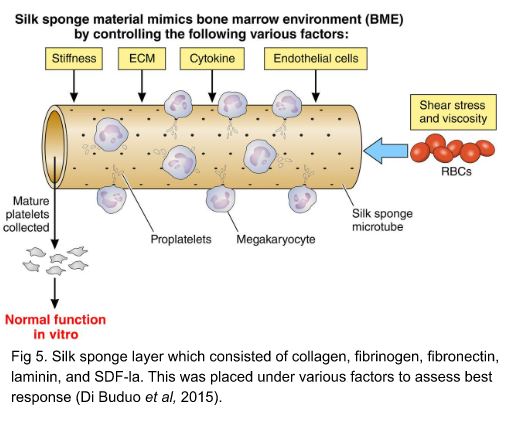 Silk sponge material mimics bone marrow environment (BME)
by controlling the following various factors:
Stiffness
ECM
Cytokine
Endothelial cells
Shear stress
and viscosity
RBCs
Mature
platelets
collected
Proplatelets
Megakaryocyte
Silk sponge
microtube
Normal function
in vitro
Fig 5. Silk sponge layer which consisted of collagen, fibrinogen, fibronectin,
laminin, and SDF-la. This was placed under various factors to assess best
response (Di Buduo et al, 2015).